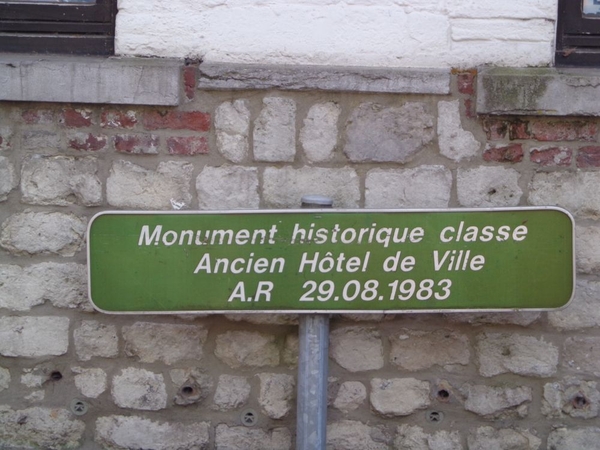 Monument historique classe
Ancien Hôtel de Ville
A.R 29.08.1983